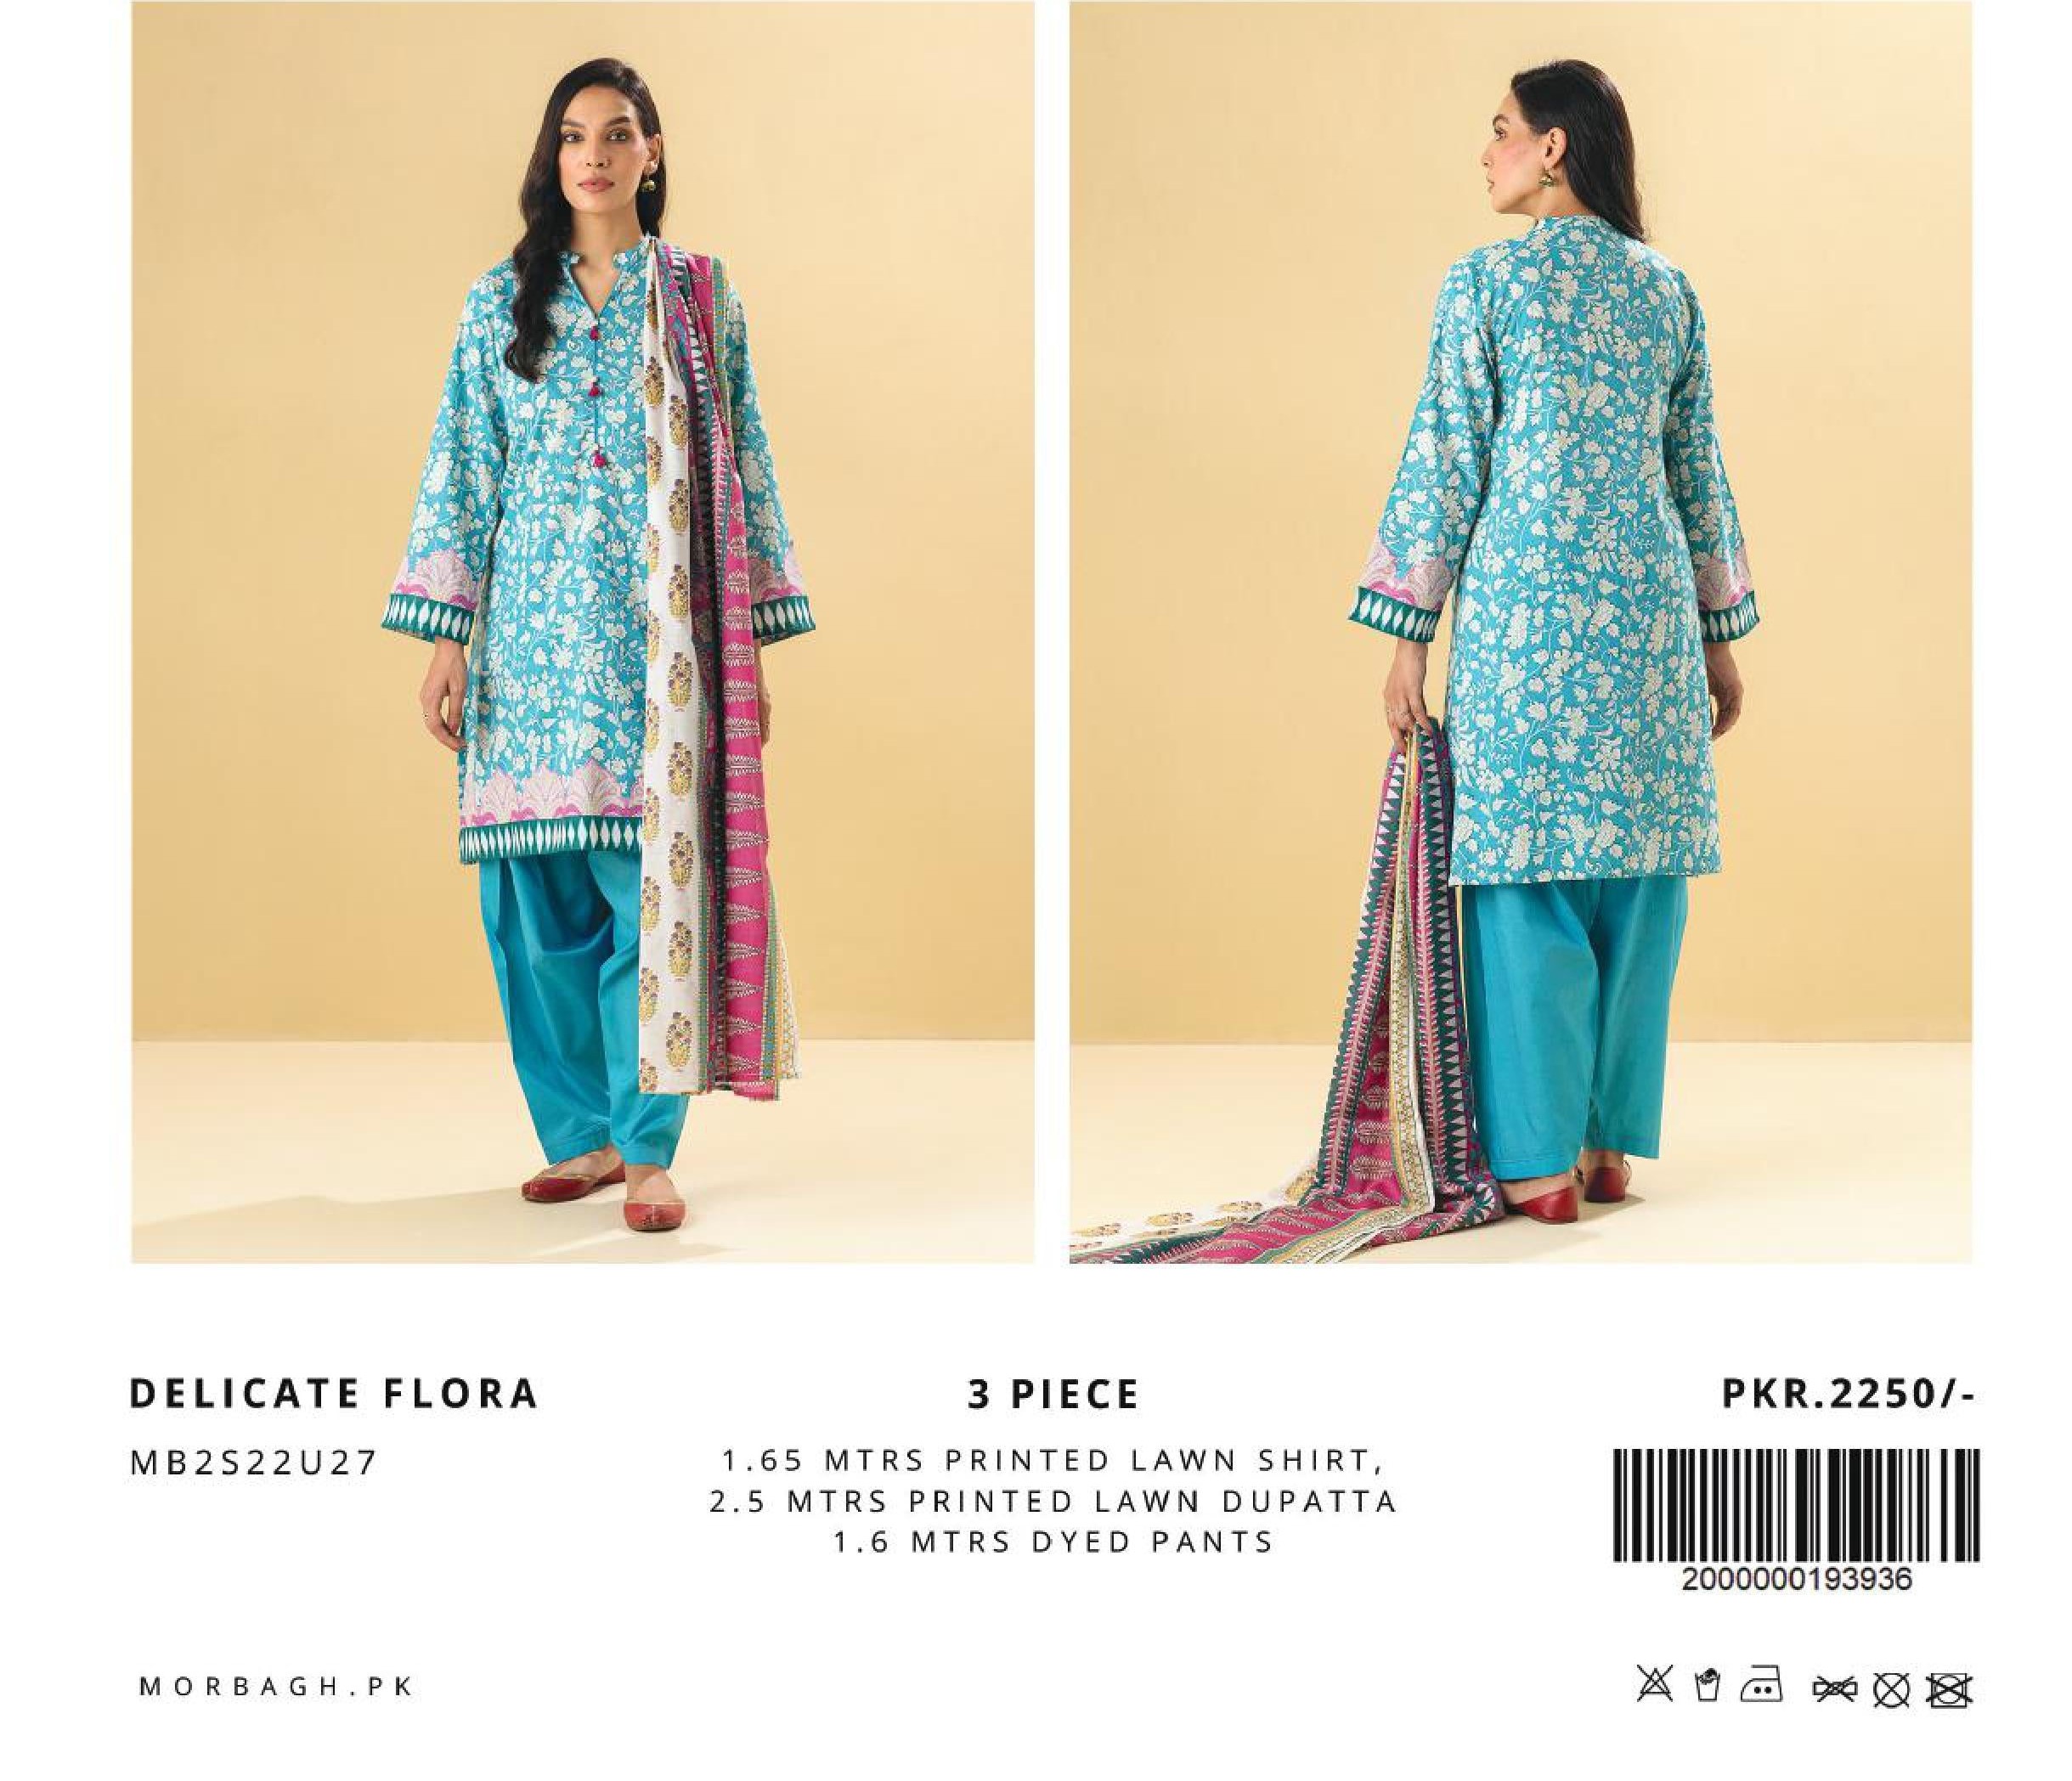 DELICATE FLORA
MB2S22U27
3 PIECE
1.65 MTRS PRINTED LAWN SHIRT,
2.5 MTRS PRINTED LAWN DUPATTA
1.6 MTRS DYED PANTS
PKR.2250/-
2000000193936
MORBAGH.PK